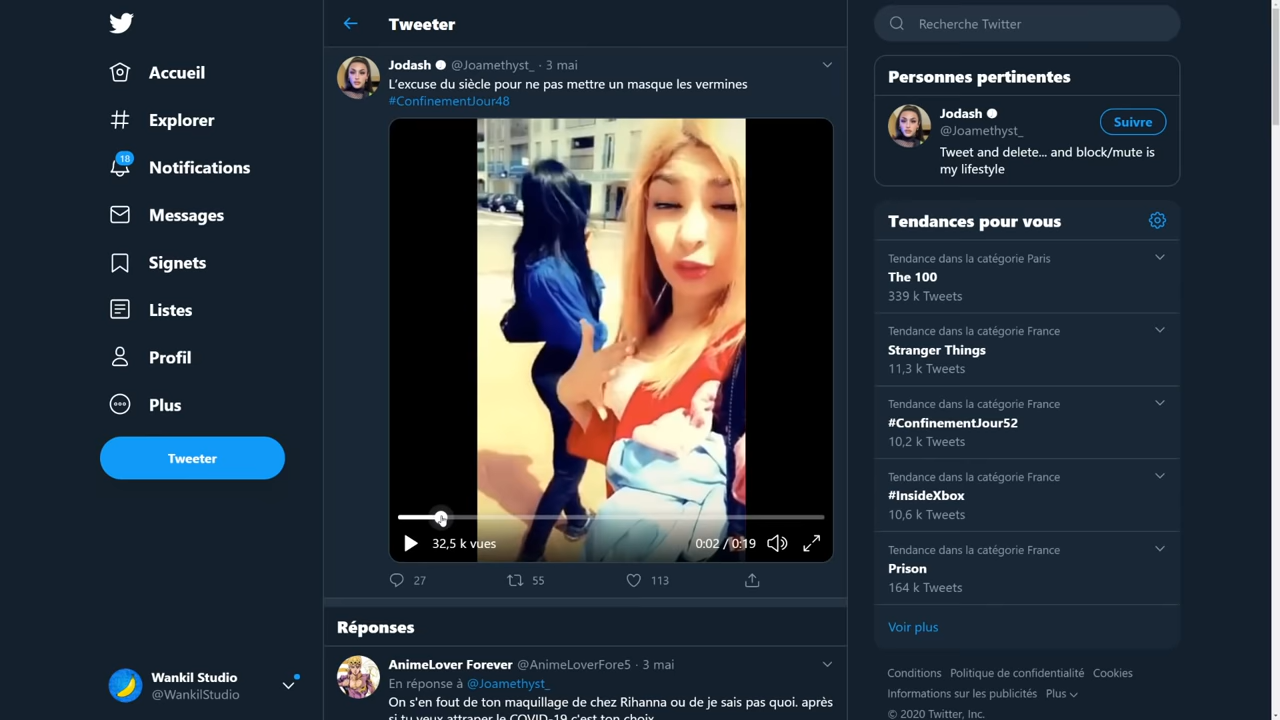 Accueil
Explorer
18
Notifications
Messages
Signets
Listes
Profil
Plus
Tweeter
Wankil Studio
@WankilStudio
Tweeter
Jodash @Joamethyst_ · 3 mai
L'excuse du siècle pour ne pas mettre un masque les vermines
#ConfinementJour48
32,5 k vues
0:02 / 0:19
27
55
113
Réponses
AnimeLover Forever @AnimeLoverFore5 · 3 mai
En réponse à @Joamethyst_
On s'en fout de ton maquillage de chez Rihanna ou de je sais pas quoi. après
si tu veux attraper le COVID-19 c'est ton choix
Recherche Twitter
Personnes pertinentes
Jodash
@Joamethyst_
Suivre
Tweet and delete... and block/mute is
my lifestyle
Tendances pour vous
Tendance dans la catégorie Paris
The 100
339 k Tweets
Tendance dans la catégorie France
Stranger Things
11,3 k Tweets
Tendance dans la catégorie France
#ConfinementJour52
10,2 k Tweets
Tendance dans la catégorie France
#InsideXbox
10,6 k Tweets
Tendance dans la catégorie France
Prison
164 k Tweets
Voir plus
Conditions Politique de confidentialité Cookies
Informations sur les publicités Plus
© 2020 Twitter, Inc.